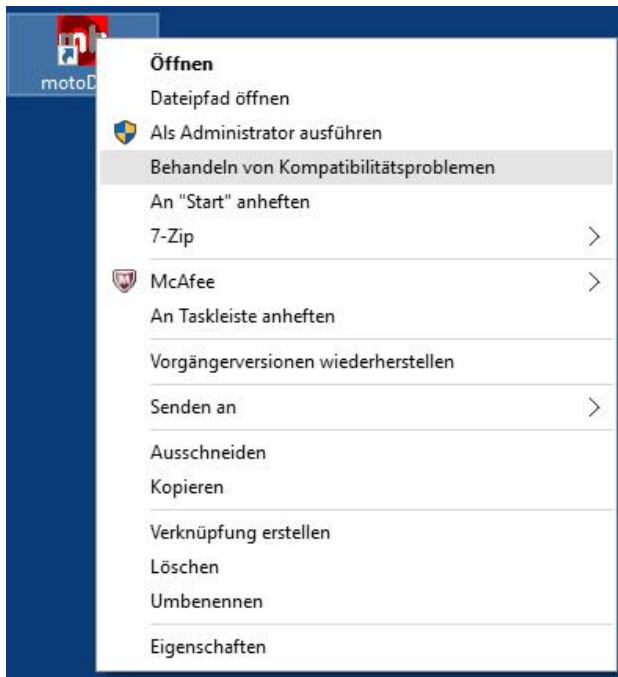 Öffnen
Dateipfad öffnen
Als Administrator ausführen
Behandeln von Kompatibilitätsproblemen
An "Start" anheften
7-Zip
McAfee
An Taskleiste anheften
Vorgängerversionen wiederherstellen
Senden an
Ausschneiden
Kopieren
Verknüpfung erstellen
Löschen
Umbenennen
Eigenschaften